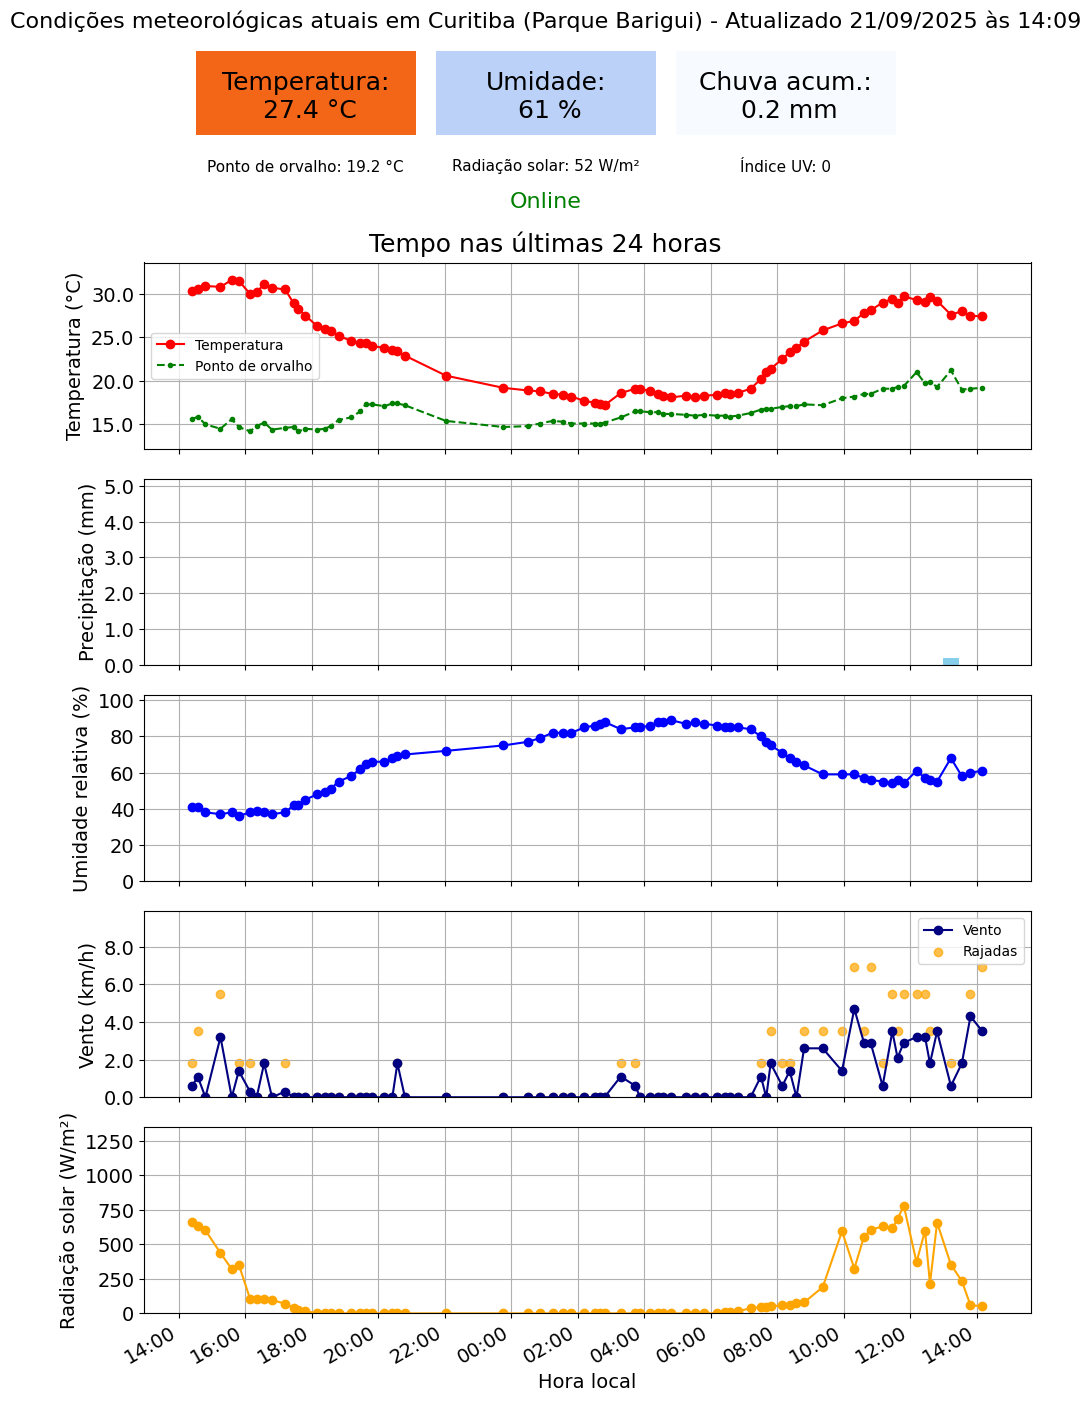 Condições meteorológicas atuais em Curitiba (Parque Barigui) - Atualizado 21/09/2025 às 14:09
Temperatura:
27.4 °C
Umidade:
61 %
Chuva acum.:
0.2 mm
Ponto de orvalho: 19.2 °C
Radiação solar: 52 W/m²
Índice UV: 0
Online
Tempo nas últimas 24 horas
Temperatura (°C)
30.0
25.0
20.0
15.0
Temperatura
Ponto de orvalho
Precipitação (mm)
5.0
4.0
3.0
2.0
1.0
0.0
Umidade relativa (%)
100
80
60
40
20
0
Vento (km/h)
8.0
6.0
4.0
2.0
0.0
Vento
Rajadas
Radiação solar (W/m²)
1250
1000
750
500
250
0
14:00
16:00
18:00
20:00
22:00
00:00
02:00
04:00
06:00
08:00
10:00
12:00
14:00
Hora local